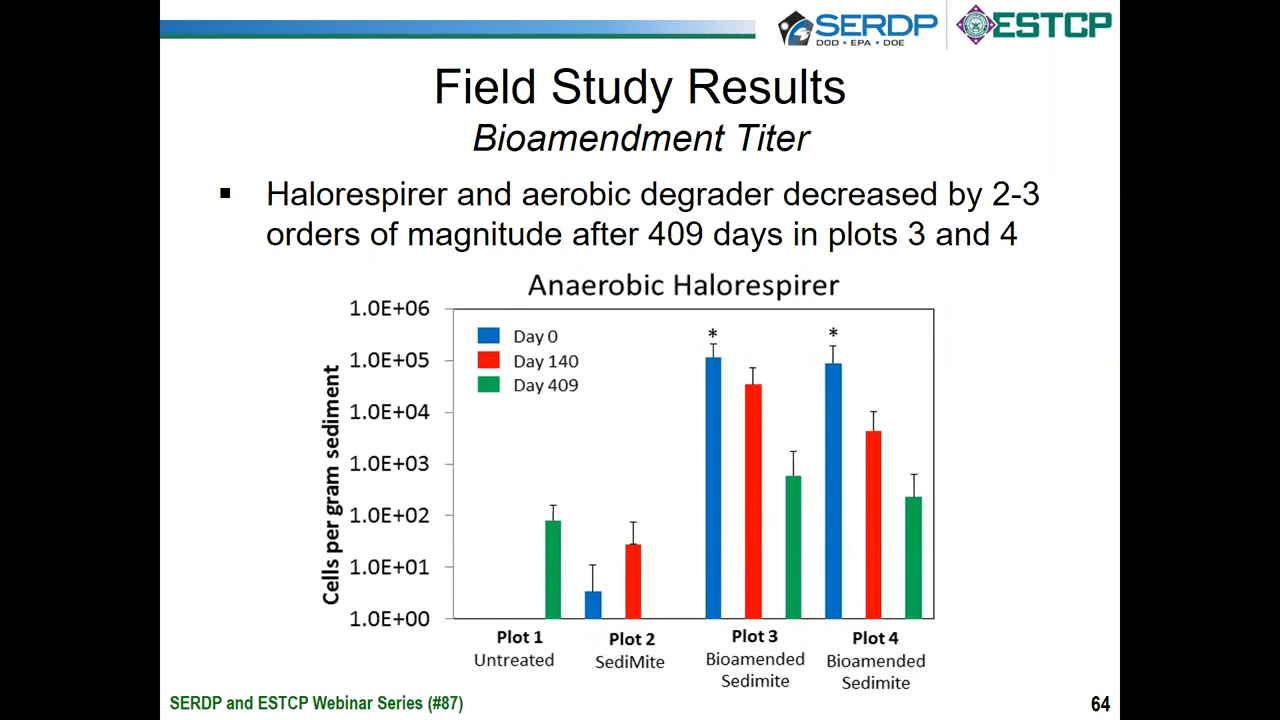 SERDP
DOD • EPA • DOE
ESTCP
Field Study Results
Bioamendment Titer
▪ Halorespirer and aerobic degrader decreased by 2-3
orders of magnitude after 409 days in plots 3 and 4
Anaerobic Halorespirer
Cells per gram sediment
1.0E+06
1.0E+05
1.0E+04
1.0E+03
1.0E+02
1.0E+01
1.0E+00
Day 0
Day 140
Day 409
* *
Plot 1
Untreated
Plot 2
SediMite
Plot 3
Bioamended
Sedimite
Plot 4
Bioamended
Sedimite
SERDP and ESTCP Webinar Series (#87)
64